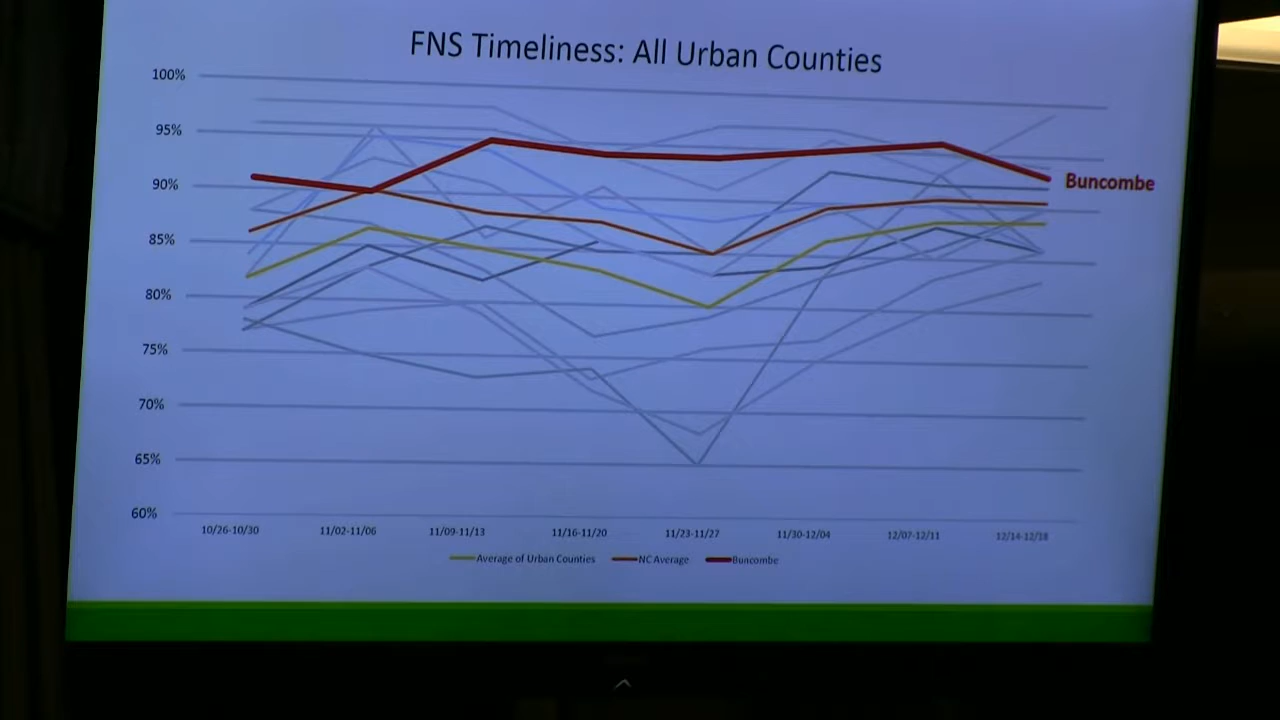 FNS Timeliness: All Urban Counties
100%
95%
90%
Buncombe
85%
80%
75%
70%
65%
60%
10/26-10/30 11/02-11/06 11/09-11/13 11/16-11/20 11/23-11/27 11/30-12/04 12/07-12/11 12/14-12/18
Average of Urban Counties NC Average Buncombe